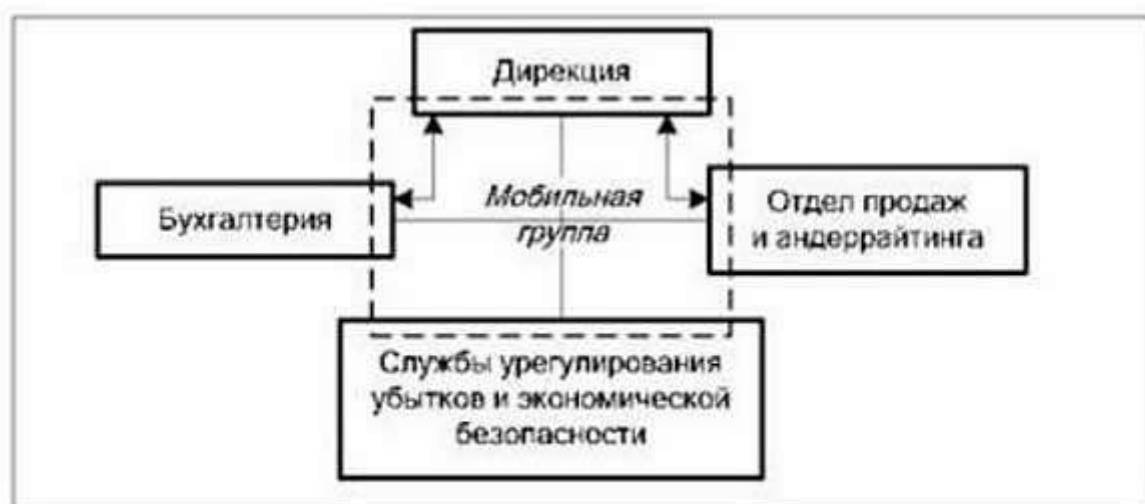 Дирекция
Мобильная
группа
Бухгалтерия
Отдел продаж
и андеррайтинга
Службы урегулирования
убытков и экономической
безопасности